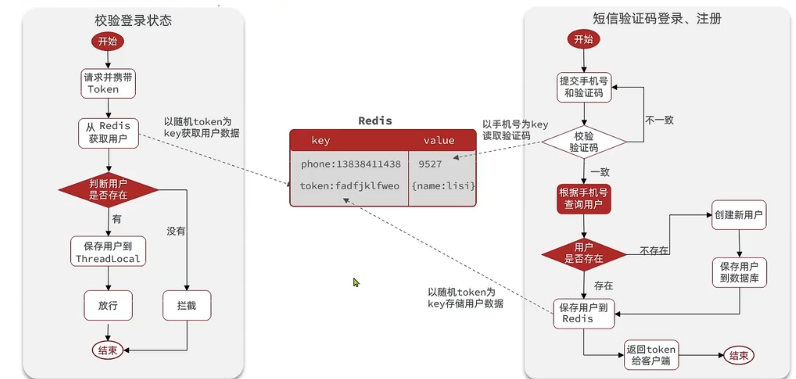 校验登录状态
开始
请求并携带
Token
从 Redis
获取用户
判断用户
是否存在
有
没有
保存用户到
ThreadLocal
放行
拦截
结束
以随机token为
key获取用户数据
Redis
key
value
phone:13838411438
9527
token:fadfjklfweo
{name:lisi}
以手机号为key
读取验证码
以随机token为
key存储用户数据
短信验证码登录、注册
开始
提交手机号
和验证码
不一致
校验
验证码
一致
根据手机号
查询用户
用户
是否存在
不存在
创建新用户
保存用户
到数据库
存在
保存用户到
Redis
返回token
给客户端
结束